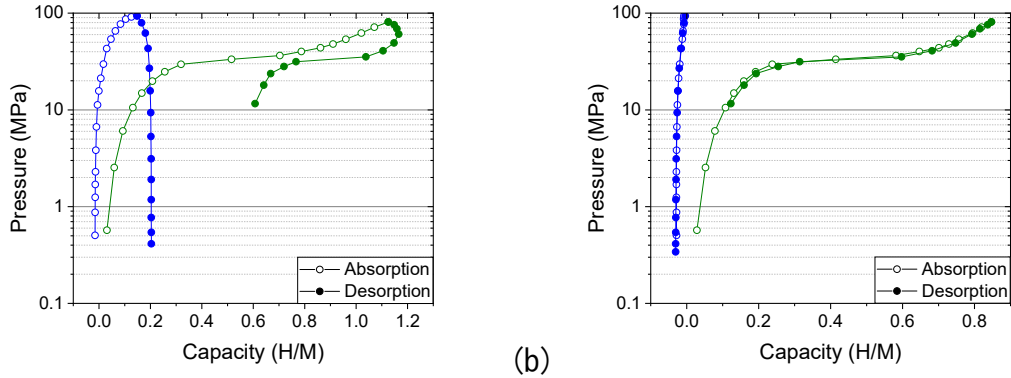 100
10
1
0.1
Pressure (MPa)
0.0 0.2 0.4 0.6 0.8 1.0 1.2
Capacity (H/M)
Absorption
Desorption
(b)
100
10
1
0.1
Pressure (MPa)
0.0 0.2 0.4 0.6 0.8
Capacity (H/M)
Absorption
Desorption